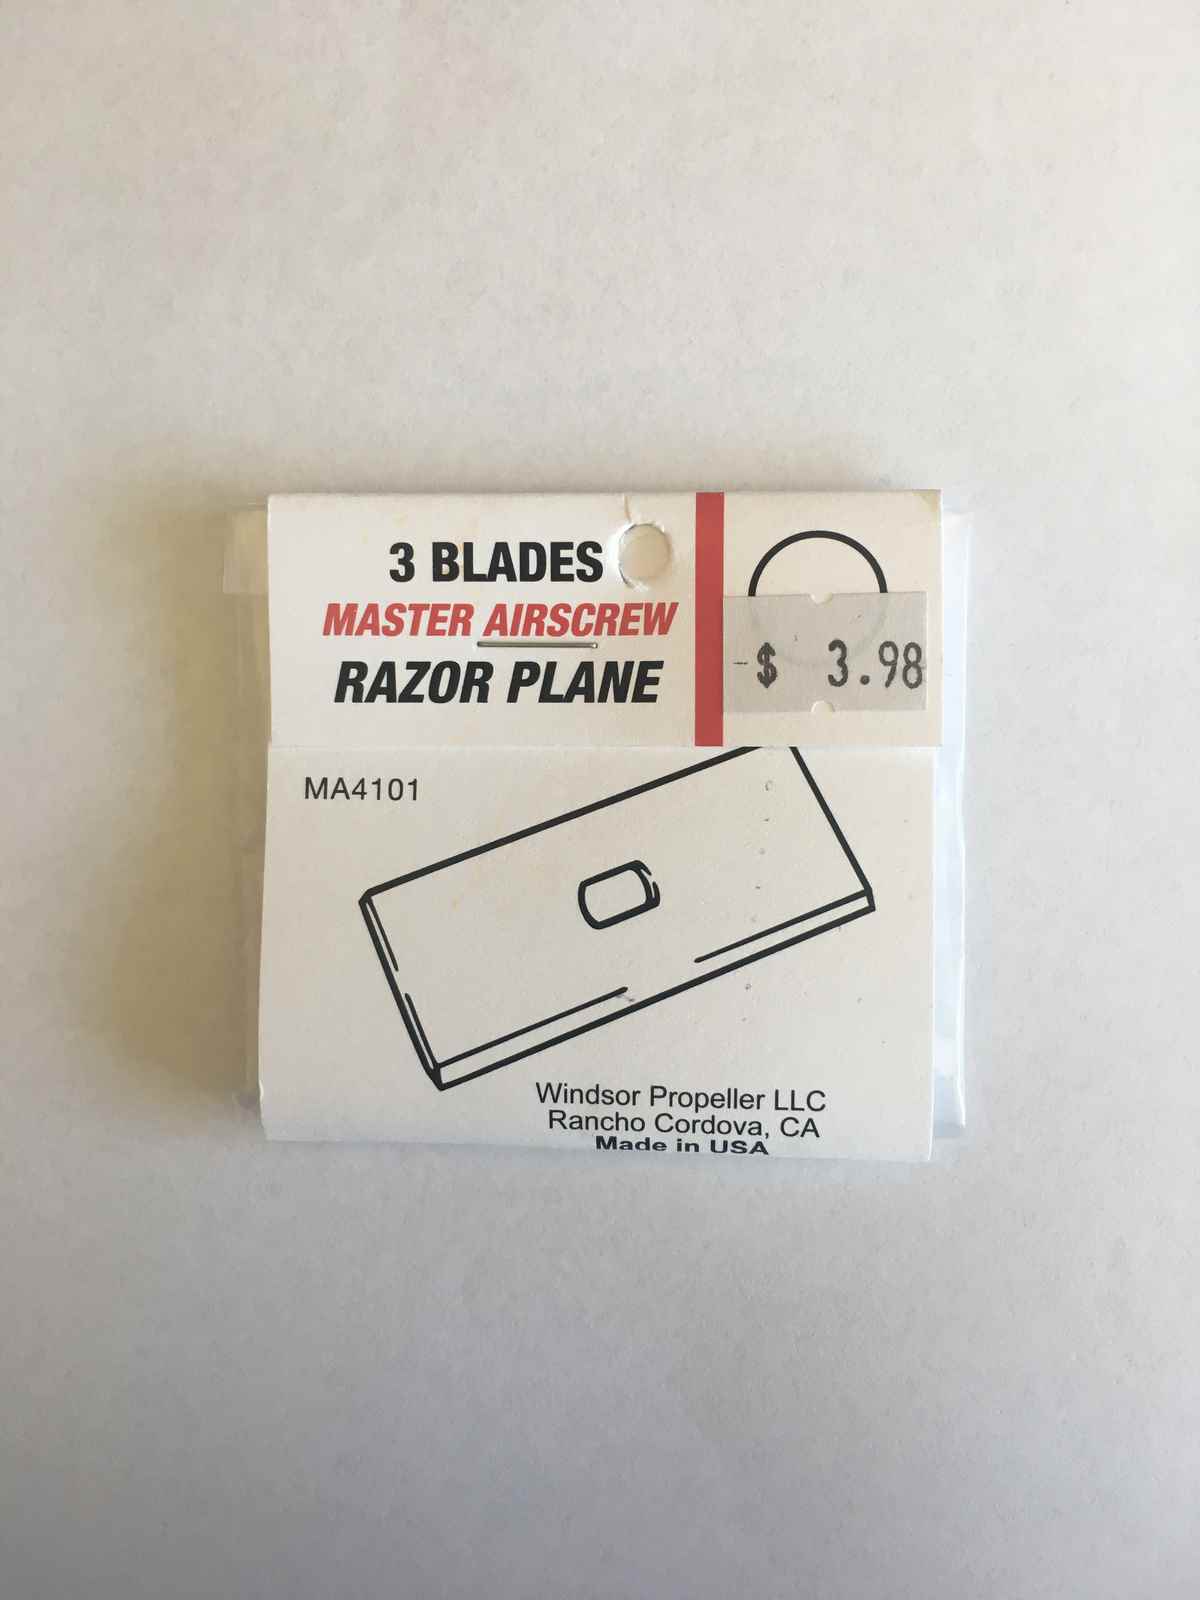 3 BLADES
MASTER AIRSCREW
RAZOR PLANE
$ 3.98
MA4101
Windsor Propeller LLC
Rancho Cordova, CA
Made in USA